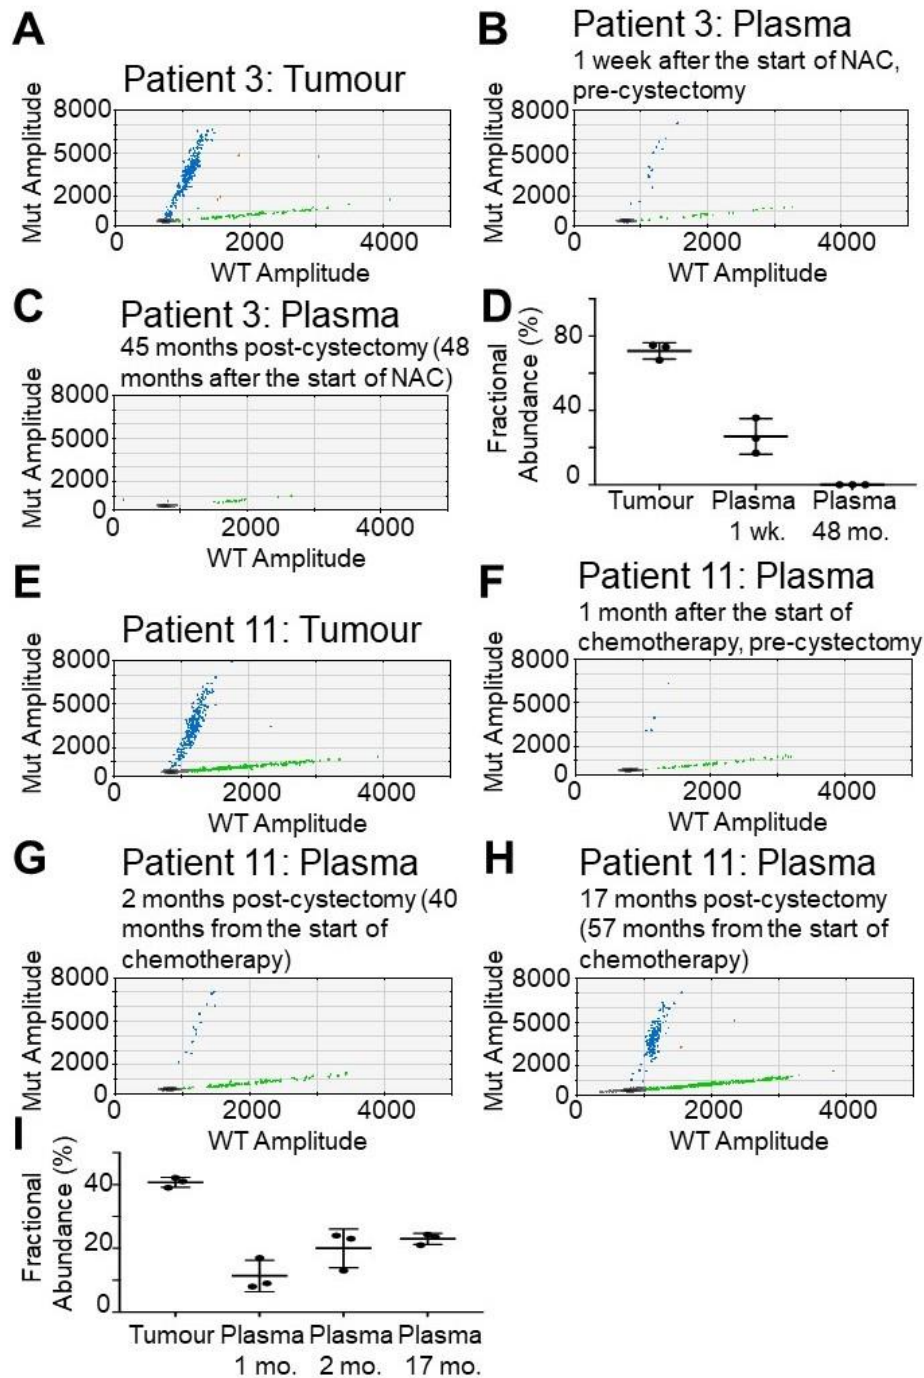 A
Patient 3: Tumour
Mut Amplitude
8000
5000
2000
0
0
2000
4000
WT Amplitude
B
Patient 3: Plasma
1 week after the start of NAC,
pre-cystectomy
Mut Amplitude
8000
5000
2000
0
0
2000
4000
WT Amplitude
C
Patient 3: Plasma
45 months post-cystectomy (48
months after the start of NAC)
Mut Amplitude
8000
5000
2000
0
0
2000
4000
WT Amplitude
D
Fractional
Abundance (%)
80
40
0
Tumour
Plasma
1 wk.
Plasma
48 mo.
E
Patient 11: Tumour
Mut Amplitude
8000
5000
2000
0
0
2000
4000
WT Amplitude
F
Patient 11: Plasma
1 month after the start of
chemotherapy, pre-cystectomy
Mut Amplitude
8000
5000
2000
0
0
2000
4000
WT Amplitude
G
Patient 11: Plasma
2 months post-cystectomy (40
months from the start of
chemotherapy)
Mut Amplitude
8000
5000
2000
0
0
2000
4000
WT Amplitude
H
Patient 11: Plasma
17 months post-cystectomy
(57 months from the start of
chemotherapy)
Mut Amplitude
8000
5000
2000
0
0
2000
4000
WT Amplitude
I
Fractional
Abundance (%)
40
20
0
Tumour
Plasma
1 mo.
Plasma
2 mo.
Plasma
17 mo.